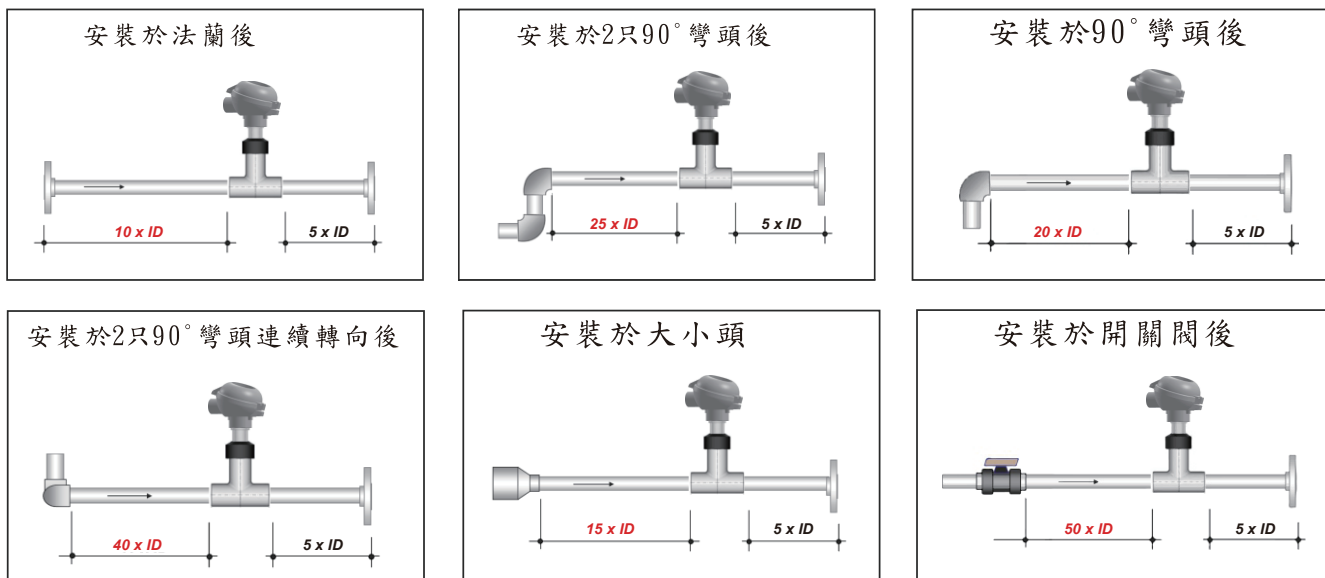 安裝於法蘭後
10 x ID
5 x ID
安裝於2只90°彎頭後
25 x ID
5 x ID
安裝於90°彎頭後
20 x ID
5 x ID
安裝於2只90°彎頭連續轉向後
40 x ID
5 x ID
安裝於大小頭
15 x ID
5 x ID
安裝於開關閥後
50 x ID
5 x ID